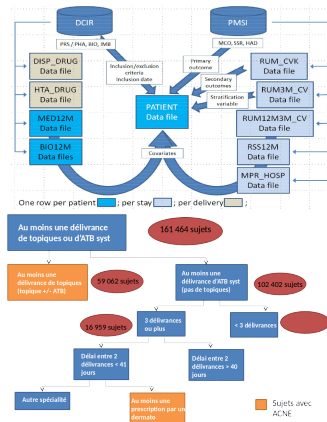 DCIR
PMSI
PRS / PHA, BIO, IMB
MCO, SSR, HAD
DISP_DRUG
Data file
HTA_DRUG
Data file
MED12M
Data file
BIO12M
Data files
Inclusion/exclusion
criteria
Inclusion date
Primary
outcome
Secondary
outcomes
Stratification
variable
PATIENT
Data file
Covariates
RUM_CVK
Data file
RUM3M_CV
Data file
RUM12M3M_CV
Data file
RSS12M
Data file
MPR_HOSP
Data file
One row per patient ; per stay ; per delivery ;
Au moins une délivrance
de topiques ou d'ATB syst
161 464 sujets
Au moins une
délivrance de topiques
(topique +/- ATB)
59 062 sujets
Au moins une
délivrance d'ATB syst
(pas de topiques)
102 402 sujets
16 959 sujets
3 délivrances
ou plus
< 3 délivrances
Délai entre 2
délivrances < 41
jours
Délai entre 2
délivrances > 40
jours
Autre spécialité
Au moins une
prescription par un
dermato
Sujets avec
ACNE